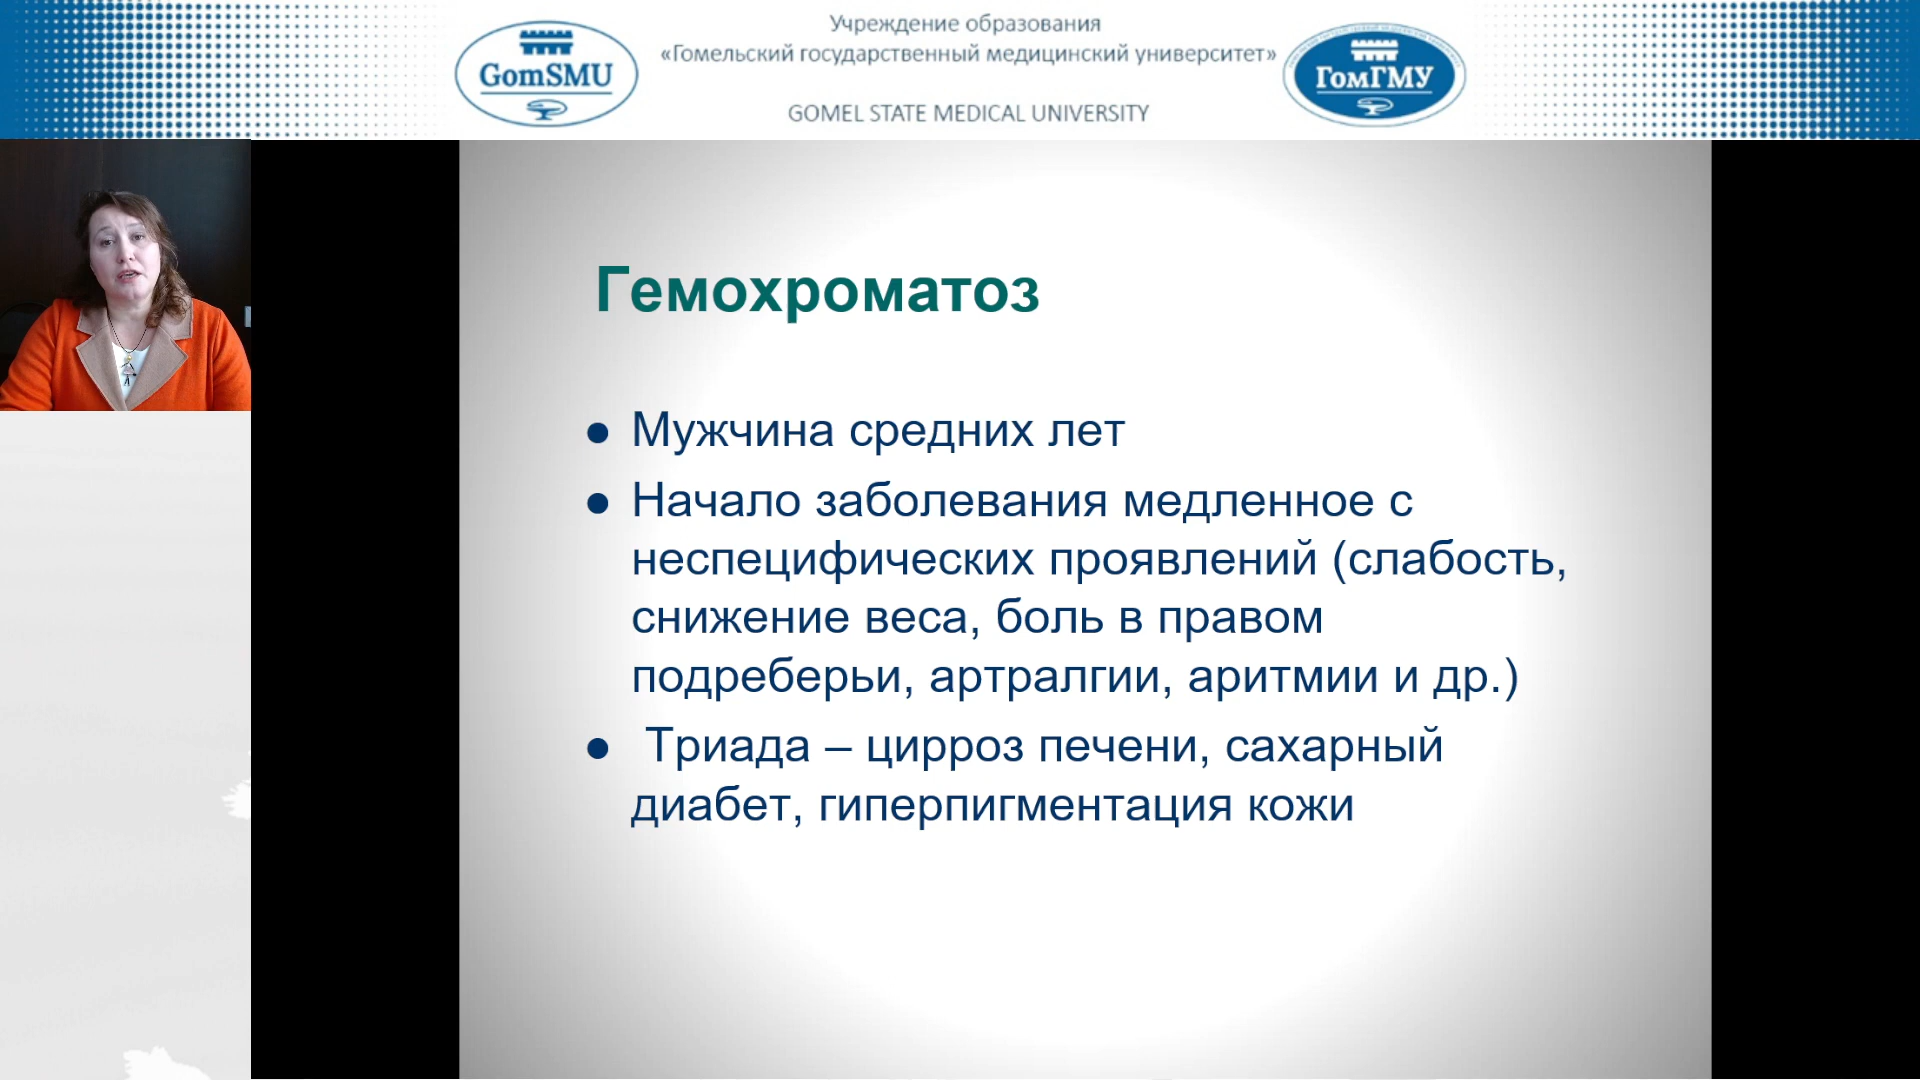 Учреждение образования
«Гомельский государственный медицинский университет»
GOMEL STATE MEDICAL UNIVERSITY
GomSMU
ГомГМУ
Гемохроматоз
● Мужчина средних лет
● Начало заболевания медленное с
неспецифических проявлений (слабость,
снижение веса, боль в правом
подреберьи, артралгии, аритмии и др.)
● Триада – цирроз печени, сахарный
диабет, гиперпигментация кожи